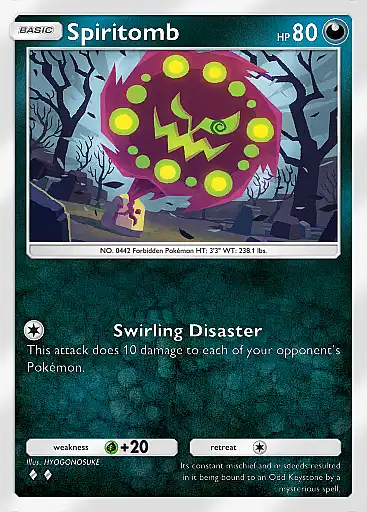 BASIC Spiritomb HP 80
NO. 0442 Forbidden Pokémon HT: 3'3" WT: 238.1 lbs.
Swirling Disaster
This attack does 10 damage to each of your opponent's
Pokémon.
weakness +20 retreat
Illus. HYOGONOSUKE
Its constant mischief and misdeeds resulted
in it being bound to an Odd Keystone by a
mysterious spell.